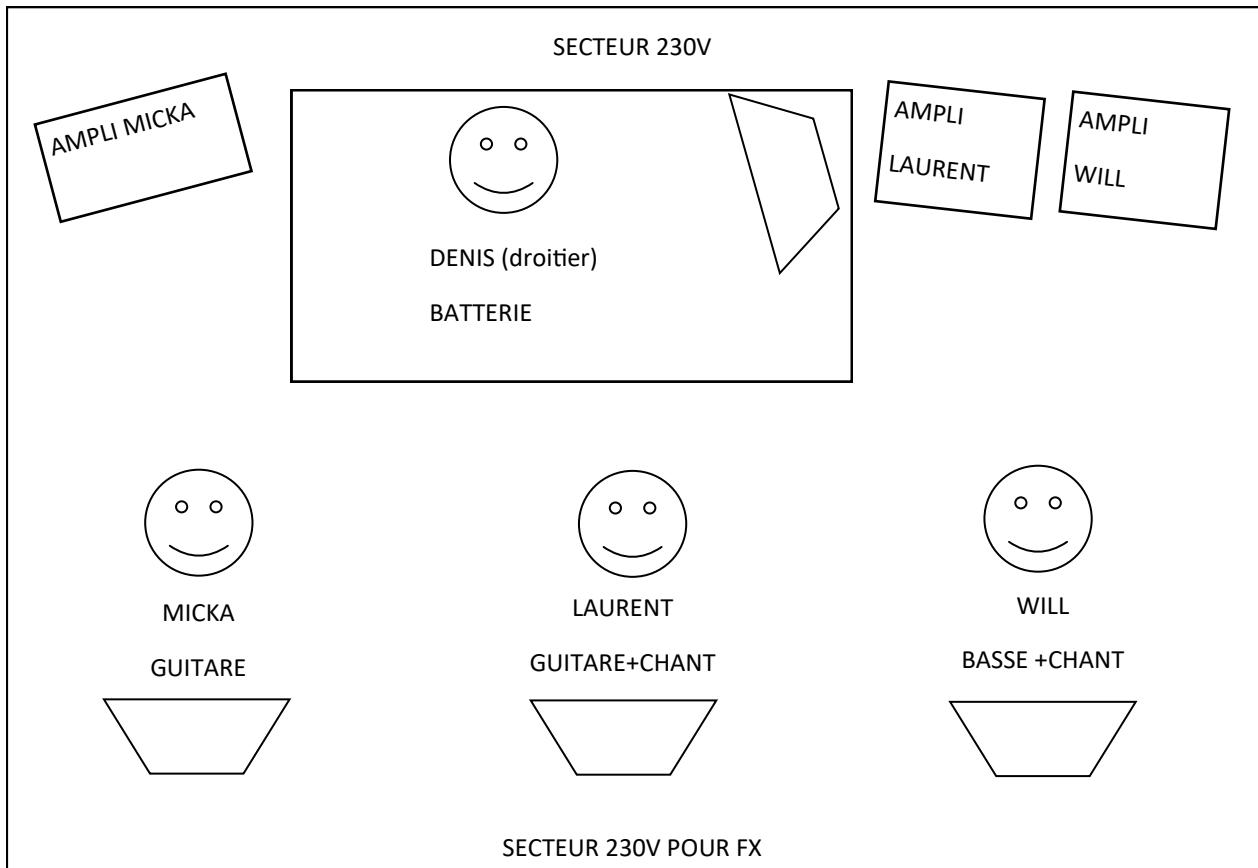 SECTEUR 230V
AMPLI MICKA
AMPLI
LAURENT
AMPLI
WILL
DENIS (droitier)
BATTERIE
MICKA
GUITARE
LAURENT
GUITARE+CHANT
WILL
BASSE +CHANT
SECTEUR 230V POUR FX